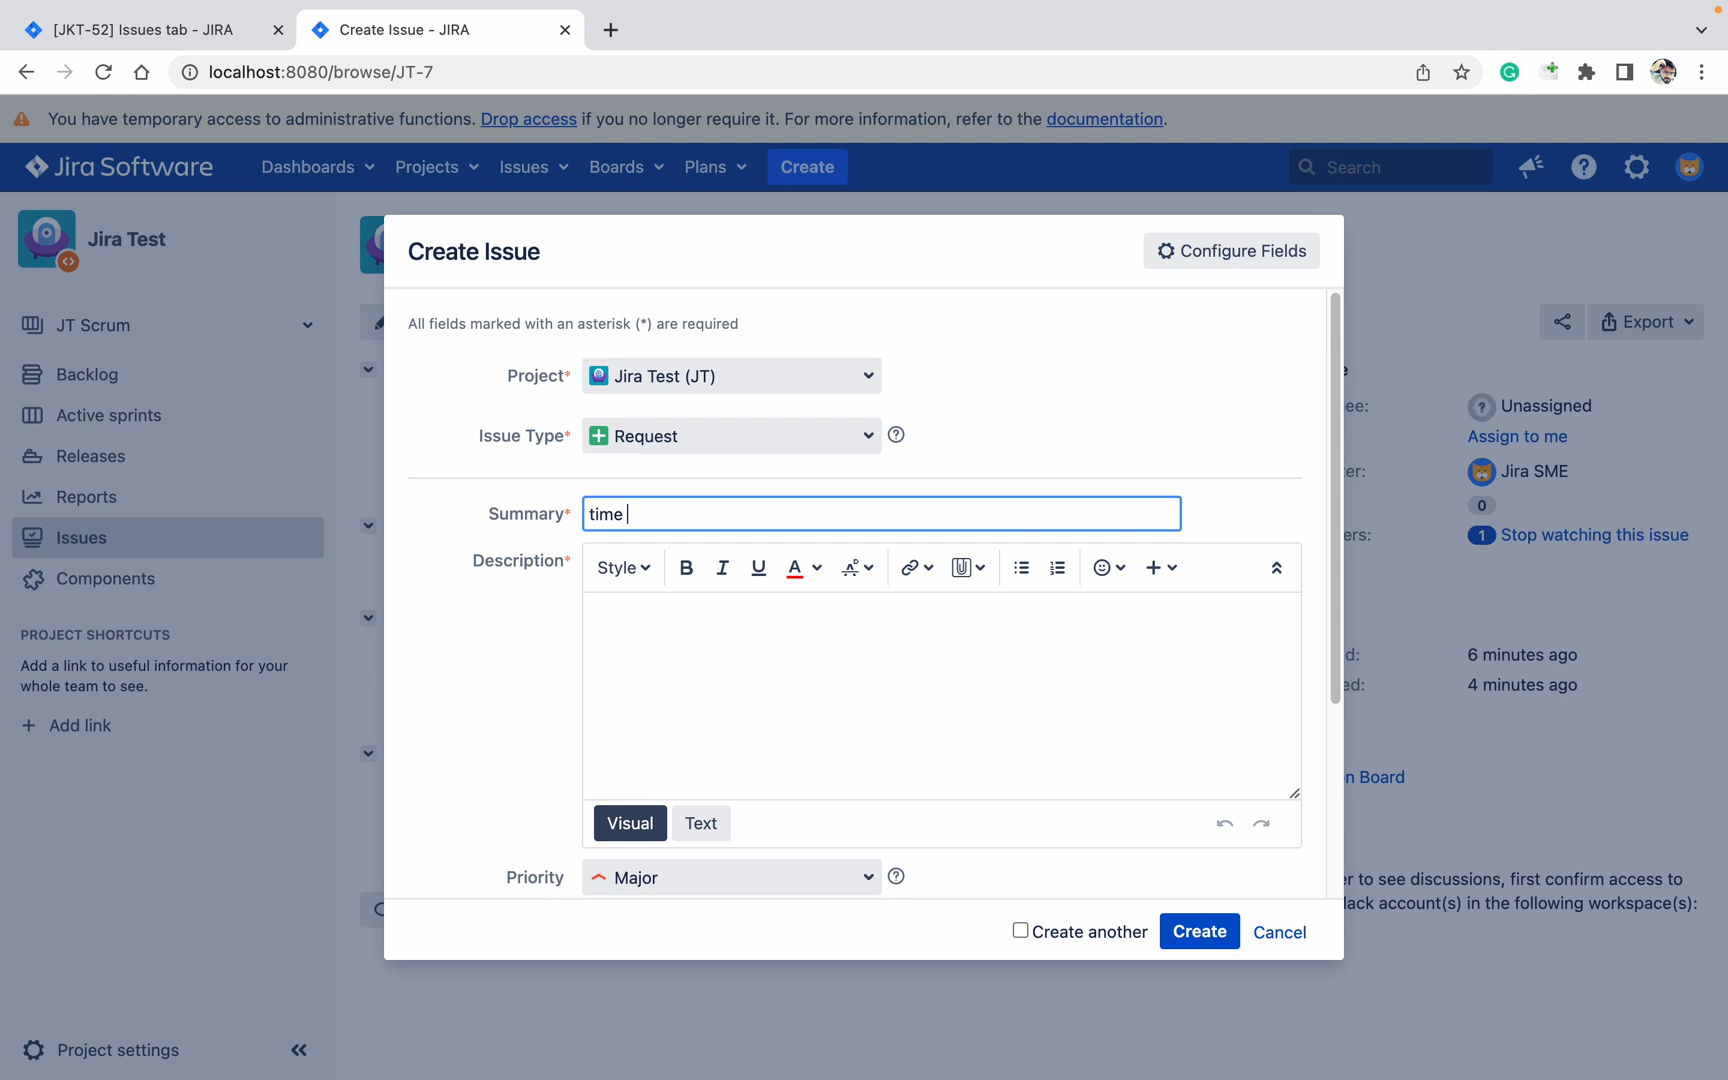 [JKT-52] Issues tab - JIRA
Create Issue - JIRA
localhost:8080/browse/JT-7
You have temporary access to administrative functions. Drop access if you no longer require it. For more information, refer to the documentation.
Jira Software
Dashboards
Projects
Issues
Boards
Plans
Create
Search
Jira Test
JT Scrum
Backlog
Active sprints
Releases
Reports
Issues
Components
PROJECT SHORTCUTS
Add a link to useful information for your
whole team to see.
+ Add link
Project settings
Create Issue
Configure Fields
All fields marked with an asterisk (*) are required
Project*
Jira Test (JT)
Issue Type*
Request
Summary*
time
Description*
Style
B I U A
Visual
Text
Priority
Major
Create another
Create
Cancel
Export
ee:
Unassigned
Assign to me
er:
Jira SME
0
ers:
1 Stop watching this issue
d:
6 minutes ago
ed:
4 minutes ago
n Board
er to see discussions, first confirm access to
lack account(s) in the following workspace(s):